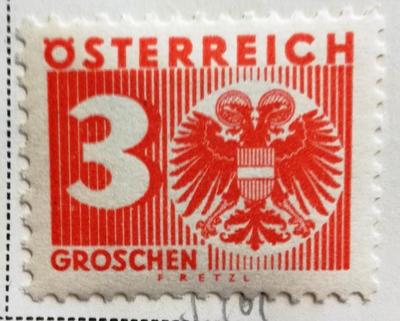 ÖSTERREICH
3
GROSCHEN
F. RETZL